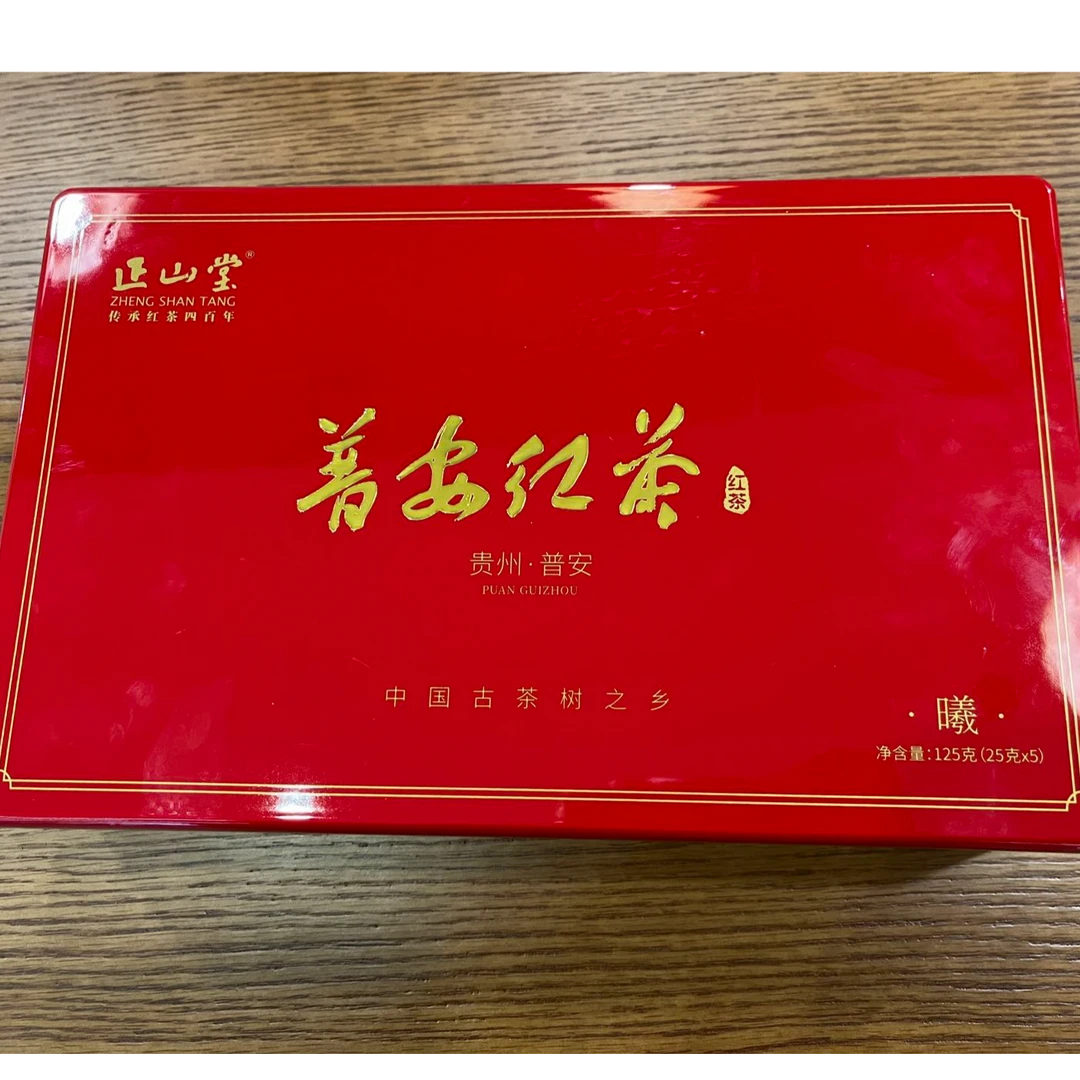 正山堂®
ZHENG SHAN TANG
传承红茶四百年
普安红茶
红茶
贵州·普安
PUAN GUIZHOU
中国古茶树之乡
·曦·
净含量:125克(25克x5)